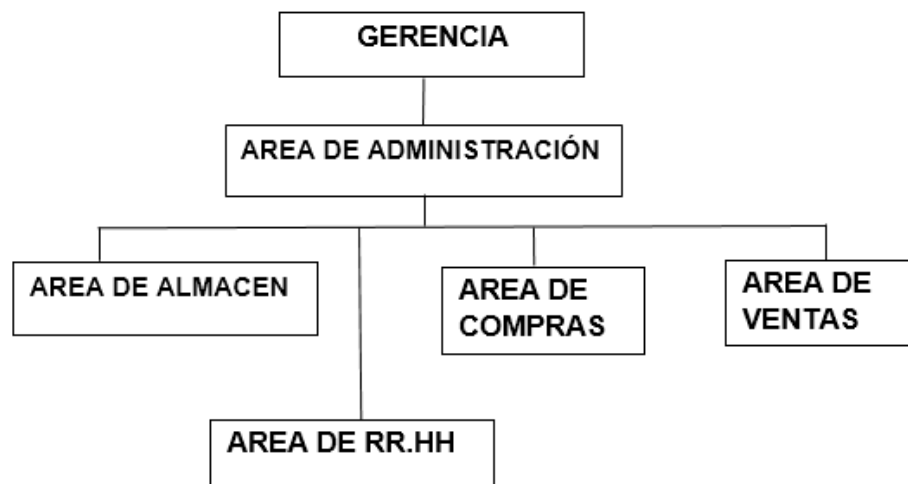 GERENCIA
AREA DE ADMINISTRACIÓN
AREA DE ALMACEN
AREA DE
COMPRAS
AREA DE
VENTAS
AREA DE RR.HH